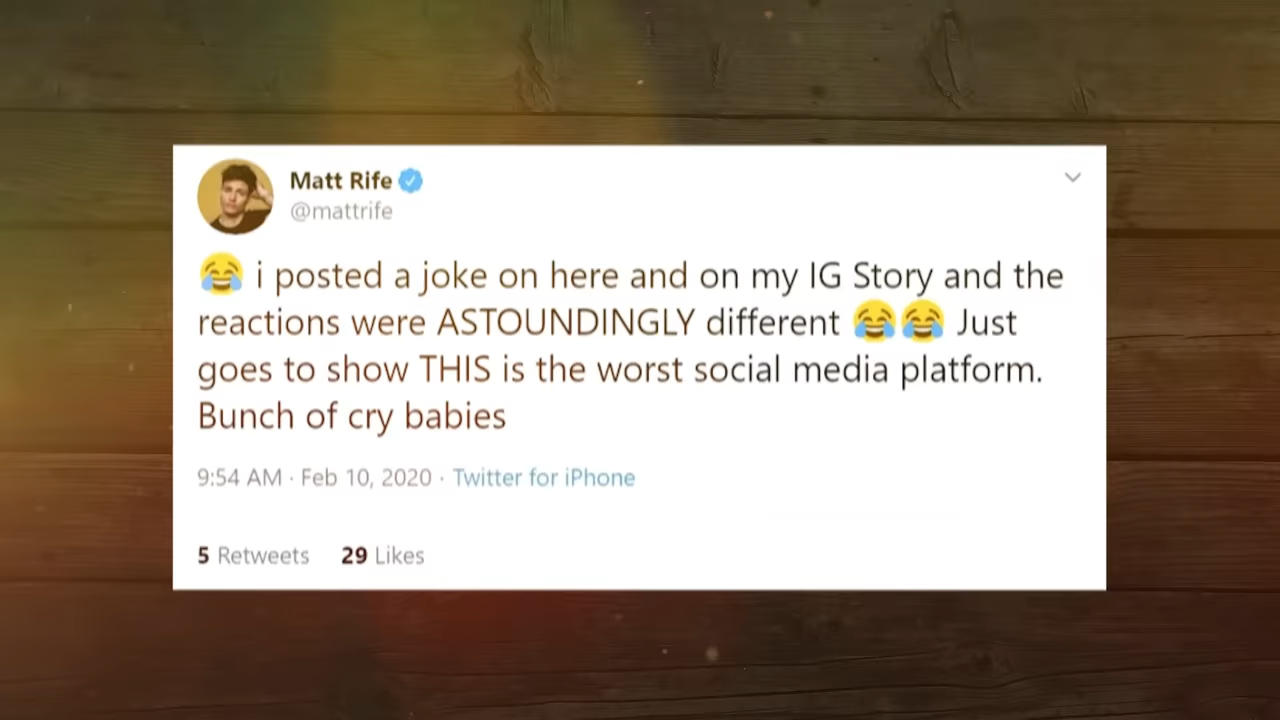 Matt Rife
@mattrife
😂 i posted a joke on here and on my IG Story and the
reactions were ASTOUNDINGLY different 😂😂 Just
goes to show THIS is the worst social media platform.
Bunch of cry babies
9:54 AM · Feb 10, 2020 · Twitter for iPhone
5 Retweets 29 Likes